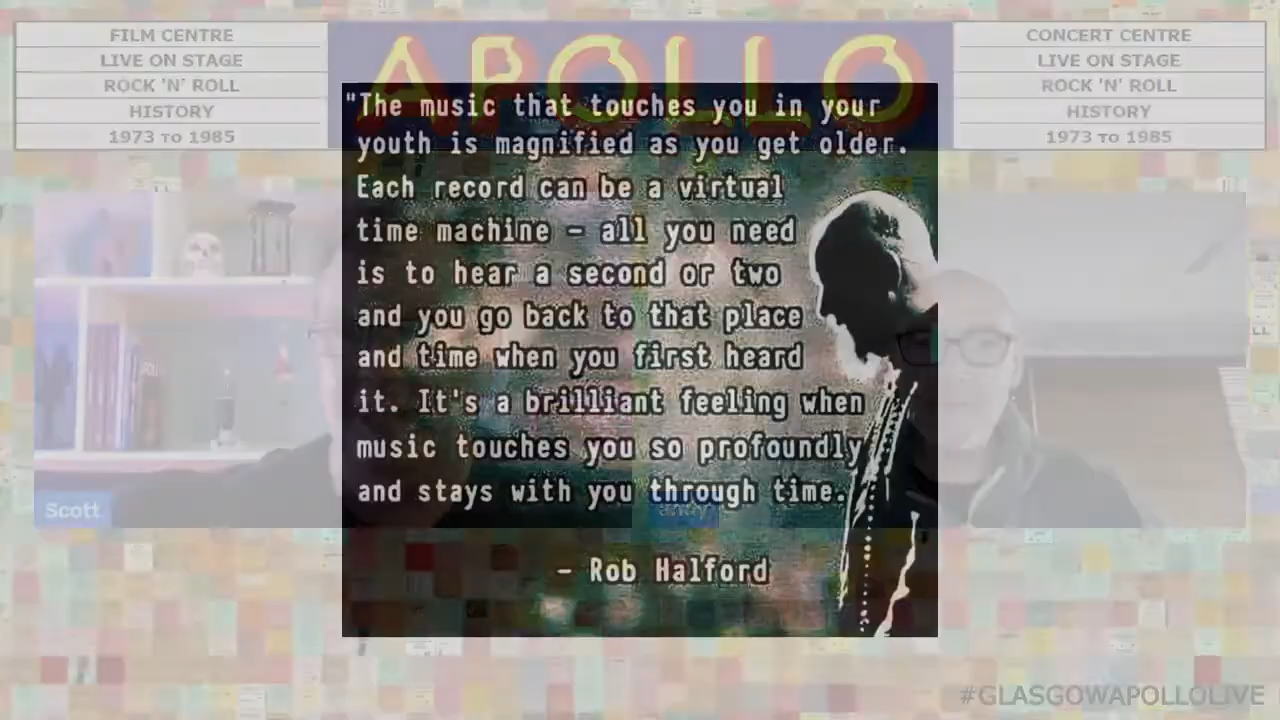 FILM CENTRE
LIVE ON STAGE
ROCK 'N' ROLL
HISTORY
1973 TO 1985
APOLLO
CONCERT CENTRE
LIVE ON STAGE
ROCK 'N' ROLL
HISTORY
1973 TO 1985
"The music that touches you in your
youth is magnified as you get older.
Each record can be a virtual
time machine – all you need
is to hear a second or two
and you go back to that place
and time when you first heard
it. It's a brilliant feeling when
music touches you so profoundly
and stays with you through time.
– Rob Halford
Scott
#GLASGOWAPOLLOLIVE